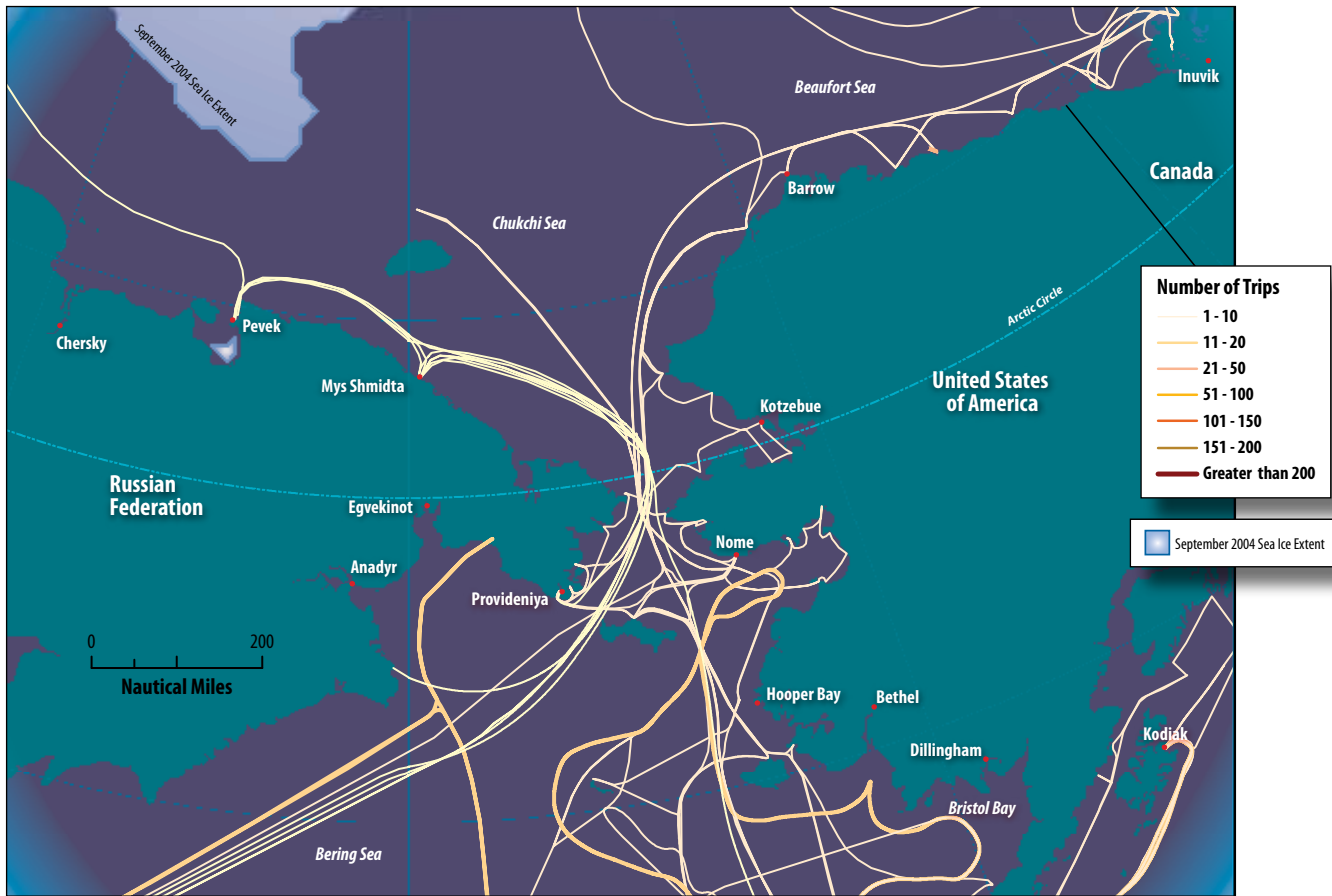 September 2004 Sea Ice Extent
Beaufort Sea
Inuvik
Canada
Barrow
Chukchi Sea
Number of Trips
1 - 10
11 - 20
21 - 50
51 - 100
101 - 150
151 - 200
Greater than 200
Arctic Circle
Pevek
Chersky
Mys Shmidta
United States
of America
Kotzebue
Russian
Federation
Egvekinot
Nome
September 2004 Sea Ice Extent
Anadyr
Provideniya
0 200
Nautical Miles
Hooper Bay
Bethel
Dillingham
Kodiak
Bristol Bay
Bering Sea